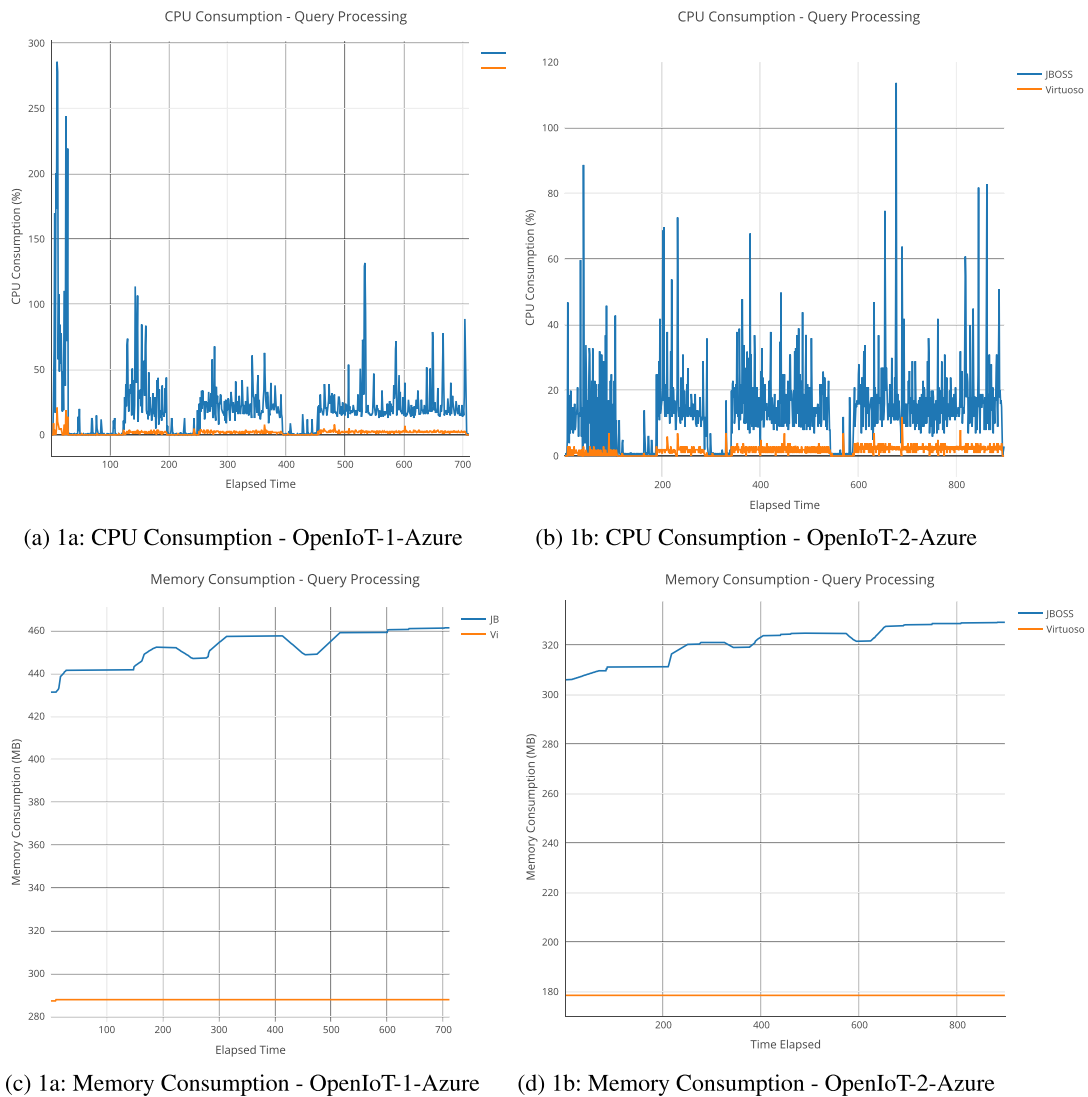 CPU Consumption - Query Processing
300
250
200
150
100
50
0
CPU Consumption (%)
100 200 300 400 500 600 700
Elapsed Time
(a) 1a: CPU Consumption - OpenIoT-1-Azure
CPU Consumption - Query Processing
JBOSS
Virtuoso
120
100
80
60
40
20
0
CPU Consumption (%)
200 400 600 800
Elapsed Time
(b) 1b: CPU Consumption - OpenIoT-2-Azure
Memory Consumption - Query Processing
JB
Vi
460
440
420
400
380
360
340
320
300
280
Memory Consumption (MB)
100 200 300 400 500 600 700
Elapsed Time
(c) 1a: Memory Consumption - OpenIoT-1-Azure
Memory Consumption - Query Processing
JBOSS
Virtuoso
320
300
280
260
240
220
200
180
Memory Consumption (MB)
200 400 600 800
Time Elapsed
(d) 1b: Memory Consumption - OpenIoT-2-Azure